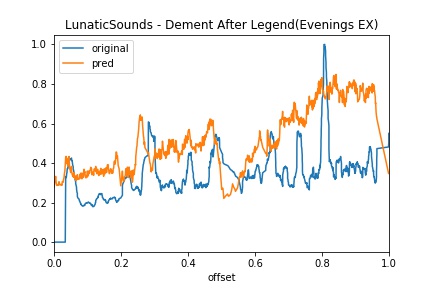 LunaticSounds - Dement After Legend(Evenings EX)
original
pred
1.0
0.8
0.6
0.4
0.2
0.0
0.0 0.2 0.4 0.6 0.8 1.0
offset